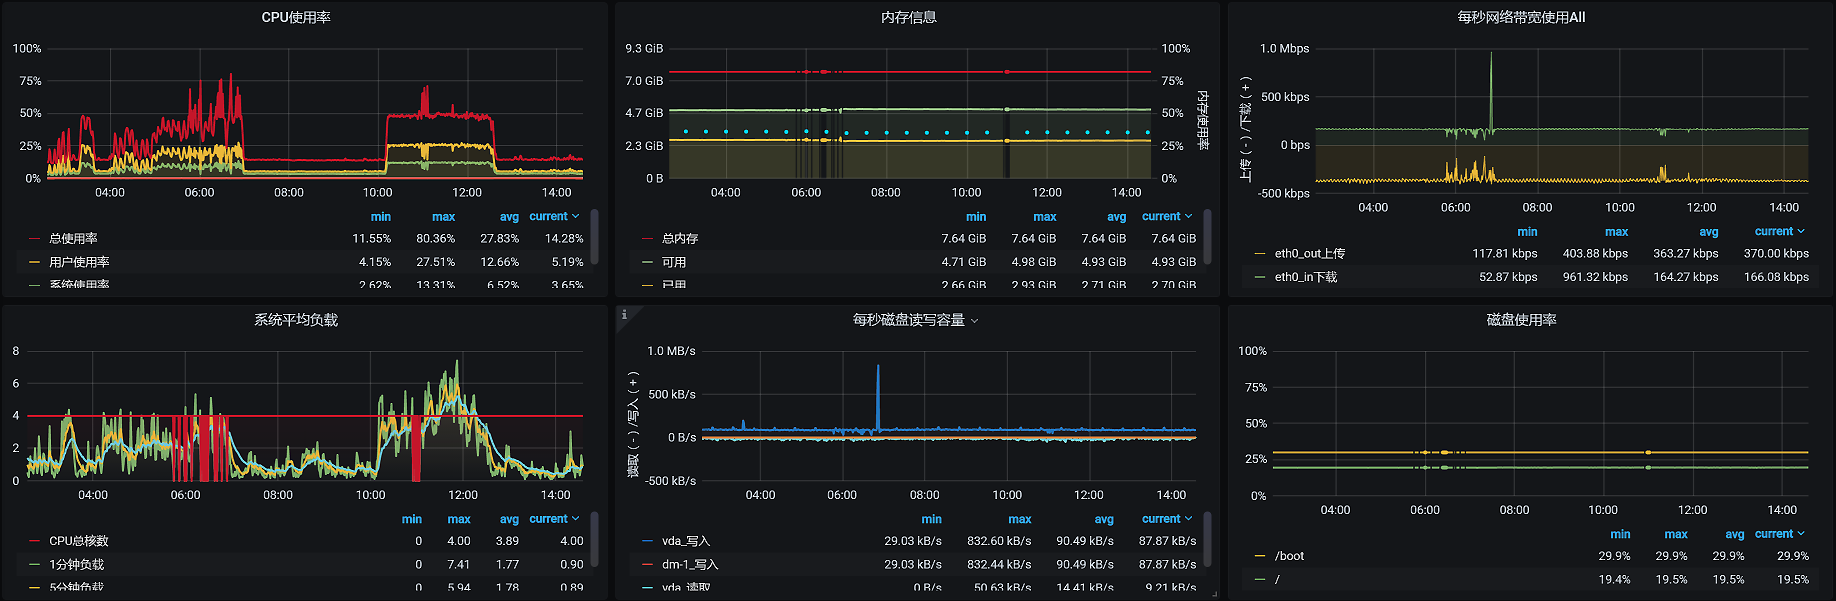 CPU使用率
100%
75%
50%
25%
0%
04:00 06:00 08:00 10:00 12:00 14:00
min max avg current
总使用率 11.55% 80.36% 27.83% 14.28%
用户使用率 4.15% 27.51% 12.66% 5.19%
系统使用率 2.62% 13.31% 6.52% 3.65%
内存信息
9.3 GiB 100%
7.0 GiB 75%
4.7 GiB 50%
2.3 GiB 25%
0 B 0%
内存使用率
04:00 06:00 08:00 10:00 12:00 14:00
min max avg current
总内存 7.64 GiB 7.64 GiB 7.64 GiB 7.64 GiB
可用 4.71 GiB 4.98 GiB 4.93 GiB 4.93 GiB
已用 2.66 GiB 2.93 GiB 2.71 GiB 2.70 GiB
每秒网络带宽使用All
上传（-）/下载（+）
1.0 Mbps
500 kbps
0 bps
-500 kbps
04:00 06:00 08:00 10:00 12:00 14:00
min max avg current
eth0_out上传 117.81 kbps 403.88 kbps 363.27 kbps 370.00 kbps
eth0_in下载 52.87 kbps 961.32 kbps 164.27 kbps 166.08 kbps
系统平均负载
8
6
4
2
0
04:00 06:00 08:00 10:00 12:00 14:00
min max avg current
CPU总核数 0 4.00 3.89 4.00
1分钟负载 0 7.41 1.77 0.90
5分钟负载 0 5.94 1.78 0.89
i
每秒磁盘读写容量
读取（-）/写入（+）
1.0 MB/s
500 kB/s
0 B/s
-500 kB/s
04:00 06:00 08:00 10:00 12:00 14:00
min max avg current
vda_写入 29.03 kB/s 832.60 kB/s 90.49 kB/s 87.87 kB/s
dm-1_写入 29.03 kB/s 832.44 kB/s 90.49 kB/s 87.87 kB/s
vda_读取 0 B/s 50.63 kB/s 14.41 kB/s 9.21 kB/s
磁盘使用率
100%
75%
50%
25%
0%
04:00 06:00 08:00 10:00 12:00 14:00
min max avg current
/boot 29.9% 29.9% 29.9% 29.9%
/ 19.4% 19.5% 19.5% 19.5%